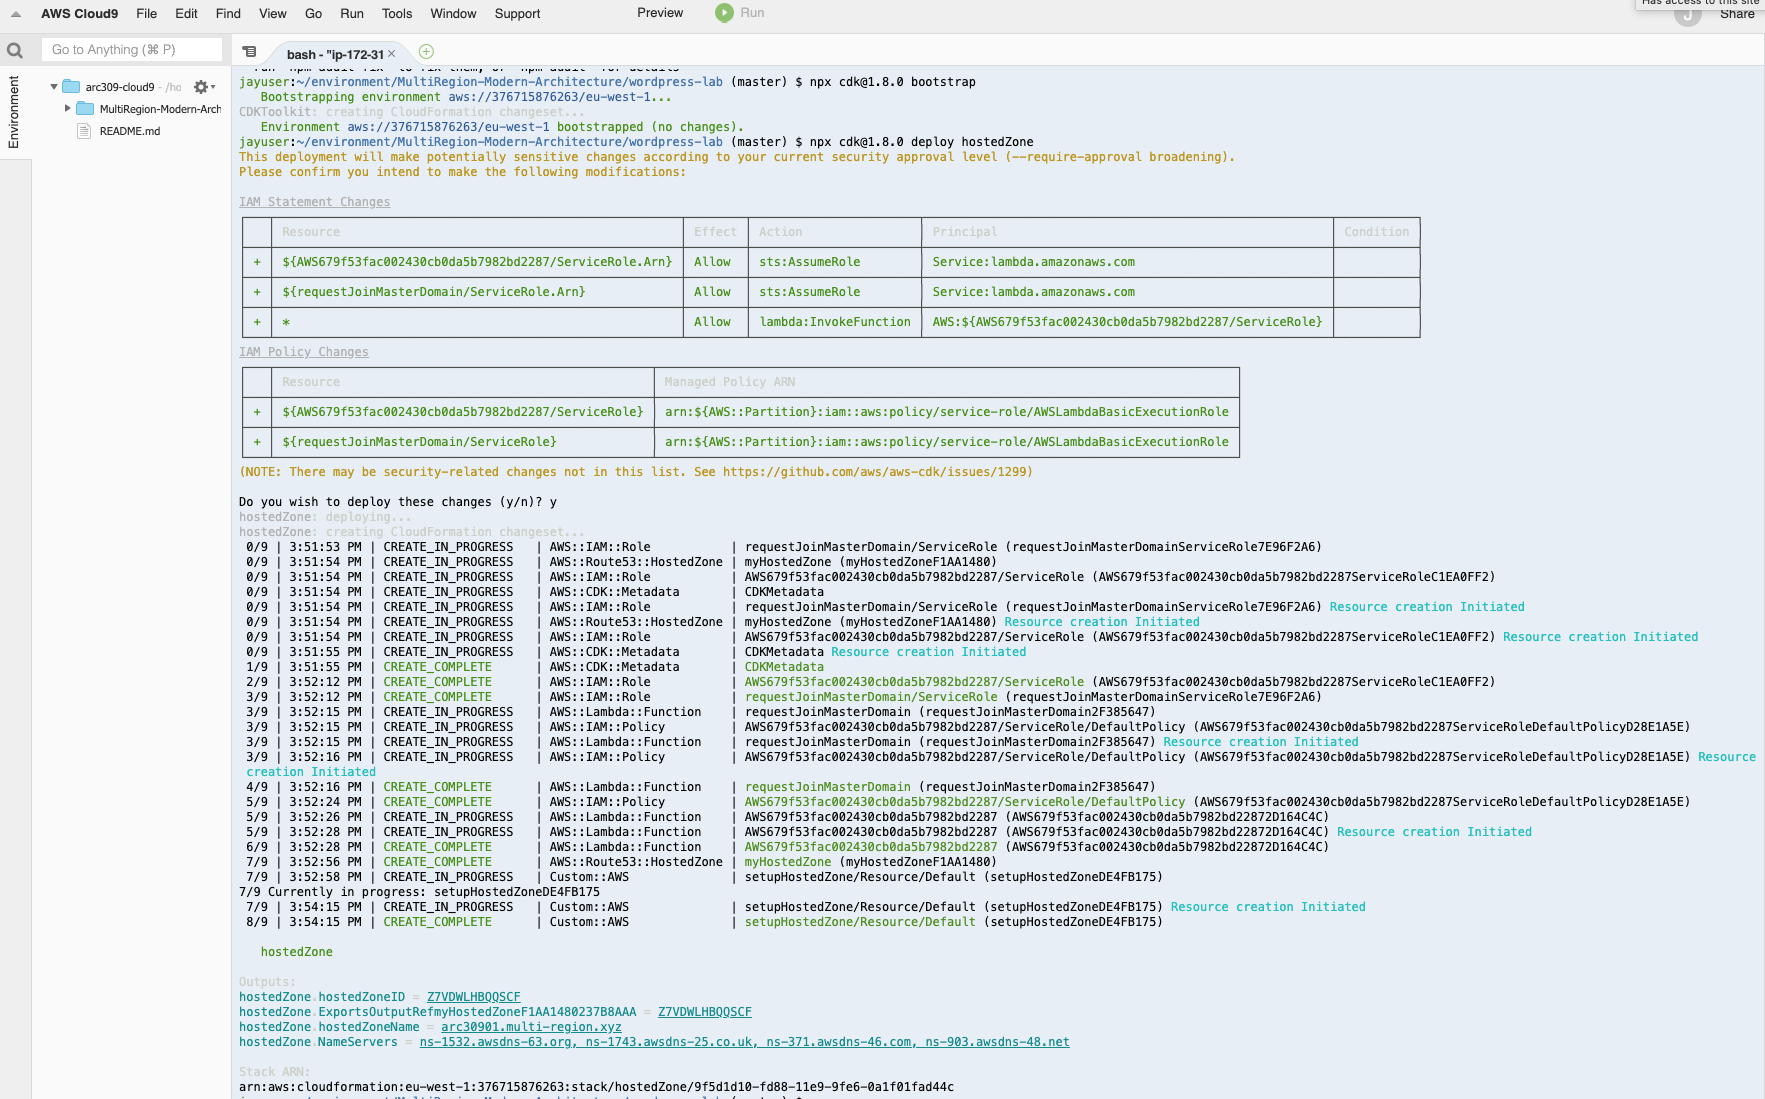 AWS Cloud9 File Edit Find View Go Run Tools Window Support Preview Run Share
Has access to this site
J
Go to Anything (⌘ P)
bash - "ip-172-31
Environment
arc309-cloud9 - /ho
MultiRegion-Modern-Arch
README.md
jayuser:~/environment/MultiRegion-Modern-Architecture/wordpress-lab (master) $ npx cdk@1.8.0 bootstrap
Bootstrapping environment aws://376715876263/eu-west-1...
CDKToolkit: creating CloudFormation changeset...
Environment aws://376715876263/eu-west-1 bootstrapped (no changes).
jayuser:~/environment/MultiRegion-Modern-Architecture/wordpress-lab (master) $ npx cdk@1.8.0 deploy hostedZone
This deployment will make potentially sensitive changes according to your current security approval level (--require-approval broadening).
Please confirm you intend to make the following modifications:
IAM Statement Changes
Resource Effect Action Principal Condition
+ ${AWS679f53fac002430cb0da5b7982bd2287/ServiceRole.Arn} Allow sts:AssumeRole Service:lambda.amazonaws.com
+ ${requestJoinMasterDomain/ServiceRole.Arn} Allow sts:AssumeRole Service:lambda.amazonaws.com
+ * Allow lambda:InvokeFunction AWS:${AWS679f53fac002430cb0da5b7982bd2287/ServiceRole}
IAM Policy Changes
Resource Managed Policy ARN
+ ${AWS679f53fac002430cb0da5b7982bd2287/ServiceRole} arn:${AWS::Partition}:iam::aws:policy/service-role/AWSLambdaBasicExecutionRole
+ ${requestJoinMasterDomain/ServiceRole} arn:${AWS::Partition}:iam::aws:policy/service-role/AWSLambdaBasicExecutionRole
(NOTE: There may be security-related changes not in this list. See https://github.com/aws/aws-cdk/issues/1299)
Do you wish to deploy these changes (y/n)? y
hostedZone: deploying...
hostedZone: creating CloudFormation changeset...
0/9 | 3:51:53 PM | CREATE_IN_PROGRESS | AWS::IAM::Role | requestJoinMasterDomain/ServiceRole (requestJoinMasterDomainServiceRole7E96F2A6)
0/9 | 3:51:54 PM | CREATE_IN_PROGRESS | AWS::Route53::HostedZone | myHostedZone (myHostedZoneF1AA1480)
0/9 | 3:51:54 PM | CREATE_IN_PROGRESS | AWS::IAM::Role | AWS679f53fac002430cb0da5b7982bd2287/ServiceRole (AWS679f53fac002430cb0da5b7982bd2287ServiceRoleC1EA0FF2)
0/9 | 3:51:54 PM | CREATE_IN_PROGRESS | AWS::CDK::Metadata | CDKMetadata
0/9 | 3:51:54 PM | CREATE_IN_PROGRESS | AWS::IAM::Role | requestJoinMasterDomain/ServiceRole (requestJoinMasterDomainServiceRole7E96F2A6) Resource creation Initiated
0/9 | 3:51:54 PM | CREATE_IN_PROGRESS | AWS::Route53::HostedZone | myHostedZone (myHostedZoneF1AA1480) Resource creation Initiated
0/9 | 3:51:54 PM | CREATE_IN_PROGRESS | AWS::IAM::Role | AWS679f53fac002430cb0da5b7982bd2287/ServiceRole (AWS679f53fac002430cb0da5b7982bd2287ServiceRoleC1EA0FF2) Resource creation Initiated
0/9 | 3:51:55 PM | CREATE_IN_PROGRESS | AWS::CDK::Metadata | CDKMetadata Resource creation Initiated
1/9 | 3:51:55 PM | CREATE_COMPLETE | AWS::CDK::Metadata | CDKMetadata
2/9 | 3:52:12 PM | CREATE_COMPLETE | AWS::IAM::Role | AWS679f53fac002430cb0da5b7982bd2287/ServiceRole (AWS679f53fac002430cb0da5b7982bd2287ServiceRoleC1EA0FF2)
3/9 | 3:52:12 PM | CREATE_COMPLETE | AWS::IAM::Role | requestJoinMasterDomain/ServiceRole (requestJoinMasterDomainServiceRole7E96F2A6)
3/9 | 3:52:15 PM | CREATE_IN_PROGRESS | AWS::Lambda::Function | requestJoinMasterDomain (requestJoinMasterDomain2F385647)
3/9 | 3:52:15 PM | CREATE_IN_PROGRESS | AWS::IAM::Policy | AWS679f53fac002430cb0da5b7982bd2287/ServiceRole/DefaultPolicy (AWS679f53fac002430cb0da5b7982bd2287ServiceRoleDefaultPolicyD28E1A5E)
3/9 | 3:52:15 PM | CREATE_IN_PROGRESS | AWS::Lambda::Function | requestJoinMasterDomain (requestJoinMasterDomain2F385647) Resource creation Initiated
3/9 | 3:52:16 PM | CREATE_IN_PROGRESS | AWS::IAM::Policy | AWS679f53fac002430cb0da5b7982bd2287/ServiceRole/DefaultPolicy (AWS679f53fac002430cb0da5b7982bd2287ServiceRoleDefaultPolicyD28E1A5E) Resource
creation Initiated
4/9 | 3:52:16 PM | CREATE_COMPLETE | AWS::Lambda::Function | requestJoinMasterDomain (requestJoinMasterDomain2F385647)
5/9 | 3:52:24 PM | CREATE_COMPLETE | AWS::IAM::Policy | AWS679f53fac002430cb0da5b7982bd2287/ServiceRole/DefaultPolicy (AWS679f53fac002430cb0da5b7982bd2287ServiceRoleDefaultPolicyD28E1A5E)
5/9 | 3:52:26 PM | CREATE_IN_PROGRESS | AWS::Lambda::Function | AWS679f53fac002430cb0da5b7982bd2287 (AWS679f53fac002430cb0da5b7982bd22872D164C4C)
5/9 | 3:52:28 PM | CREATE_IN_PROGRESS | AWS::Lambda::Function | AWS679f53fac002430cb0da5b7982bd2287 (AWS679f53fac002430cb0da5b7982bd22872D164C4C) Resource creation Initiated
6/9 | 3:52:28 PM | CREATE_COMPLETE | AWS::Lambda::Function | AWS679f53fac002430cb0da5b7982bd2287 (AWS679f53fac002430cb0da5b7982bd22872D164C4C)
7/9 | 3:52:56 PM | CREATE_COMPLETE | AWS::Route53::HostedZone | myHostedZone (myHostedZoneF1AA1480)
7/9 | 3:52:58 PM | CREATE_IN_PROGRESS | Custom::AWS | setupHostedZone/Resource/Default (setupHostedZoneDE4FB175)
7/9 Currently in progress: setupHostedZoneDE4FB175
7/9 | 3:54:15 PM | CREATE_IN_PROGRESS | Custom::AWS | setupHostedZone/Resource/Default (setupHostedZoneDE4FB175) Resource creation Initiated
8/9 | 3:54:15 PM | CREATE_COMPLETE | Custom::AWS | setupHostedZone/Resource/Default (setupHostedZoneDE4FB175)
hostedZone
Outputs:
hostedZone.hostedZoneID = Z7VDWLHBQQSCF
hostedZone.ExportsOutputRefmyHostedZoneF1AA1480237B8AAA = Z7VDWLHBQQSCF
hostedZone.hostedZoneName = arc30901.multi-region.xyz
hostedZone.NameServers = ns-1532.awsdns-63.org, ns-1743.awsdns-25.co.uk, ns-371.awsdns-46.com, ns-903.awsdns-48.net
Stack ARN:
arn:aws:cloudformation:eu-west-1:376715876263:stack/hostedZone/9f5d1d10-fd88-11e9-9fe6-0a1f01fad44c